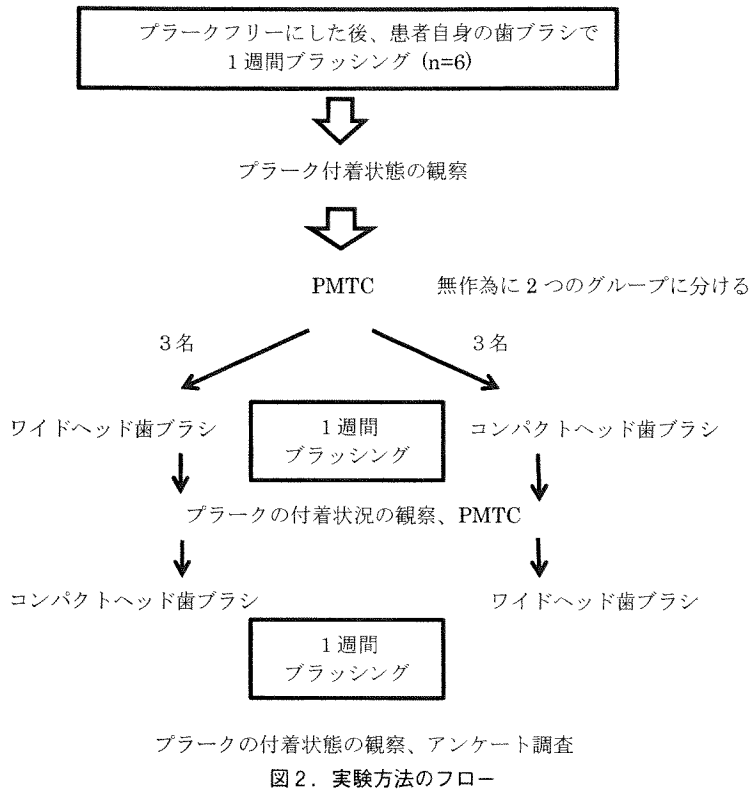 プラークフリーにした後、患者自身の歯ブラシで
1週間ブラッシング (n=6)
プラーク付着状態の観察
PMTC 無作為に2つのグループに分ける
3名 3名
ワイドヘッド歯ブラシ 1週間 コンパクトヘッド歯ブラシ
ブラッシング
プラークの付着状況の観察、PMTC
コンパクトヘッド歯ブラシ ワイドヘッド歯ブラシ
1週間
ブラッシング
プラークの付着状態の観察、アンケート調査
図2. 実験方法のフロー